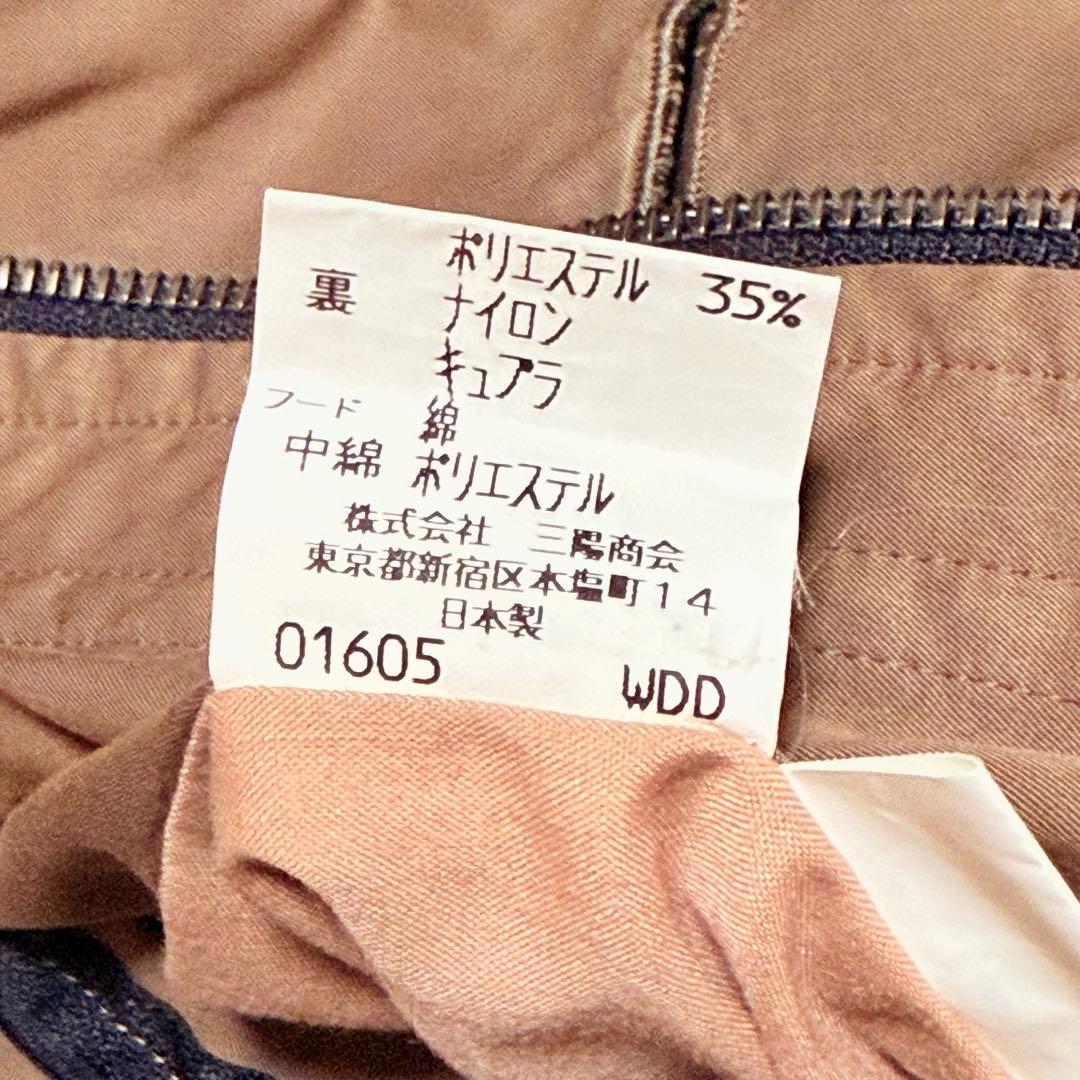 ポリエステル 35%
裏 ナイロン
キュプラ
フード 綿
中綿 ポリエステル
株式会社 三陽商会
東京都新宿区本塩町14
日本製
01605 WDD